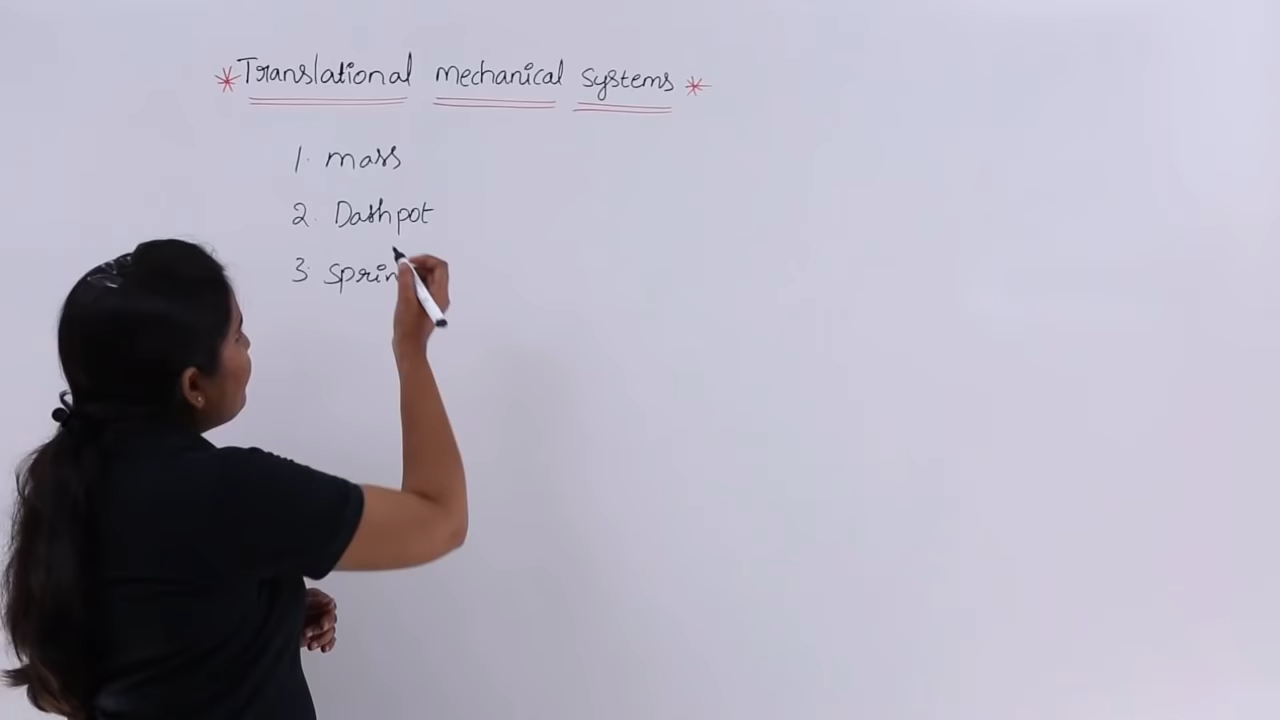 *Translational mechanical systems*
1. mass
2. Dashpot
3. Sprin